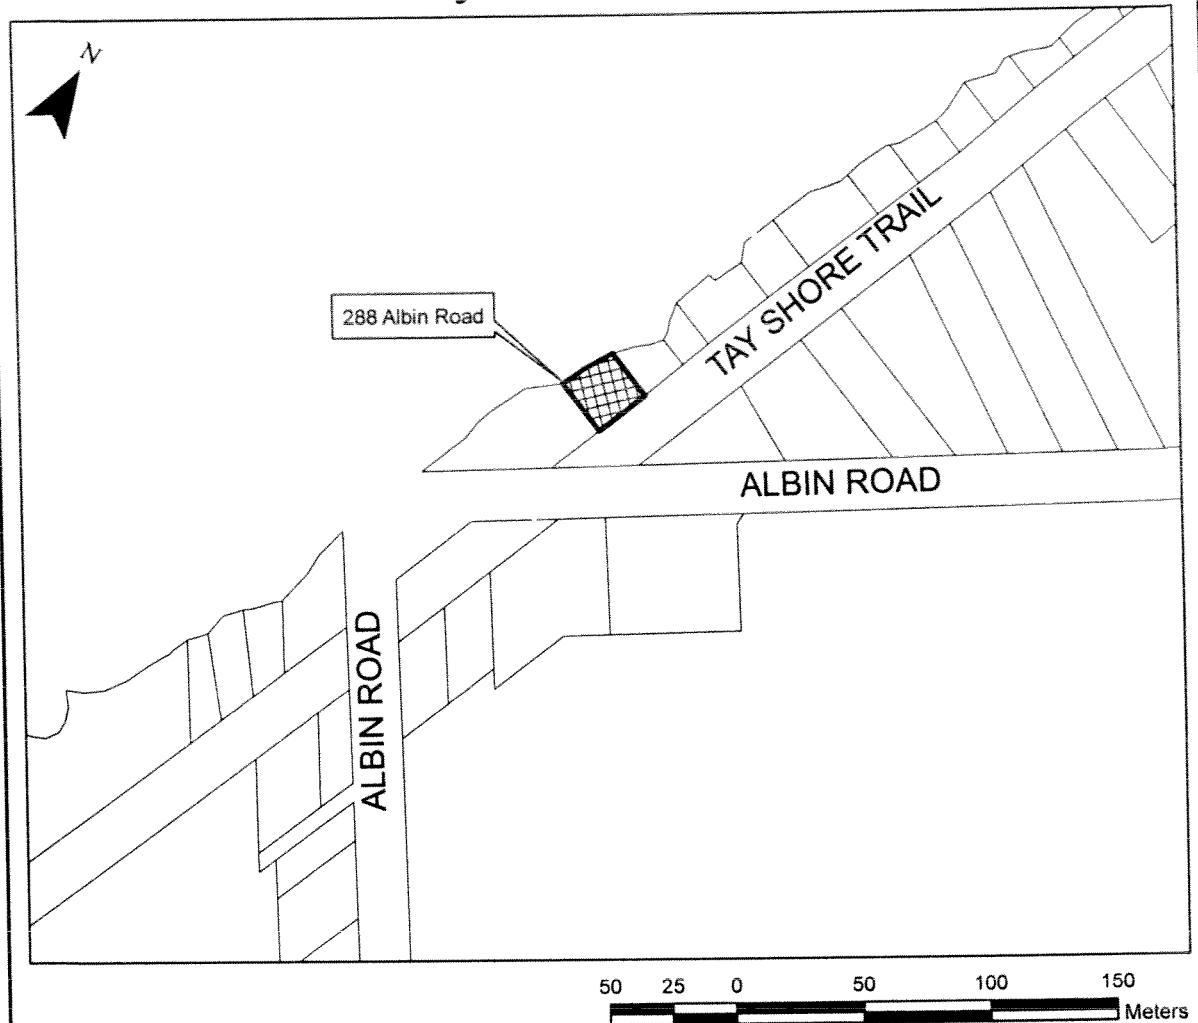 N
288 Albin Road
TAY SHORE TRAIL
ALBIN ROAD
ALBIN ROAD
50 25 0 50 100 150
Meters